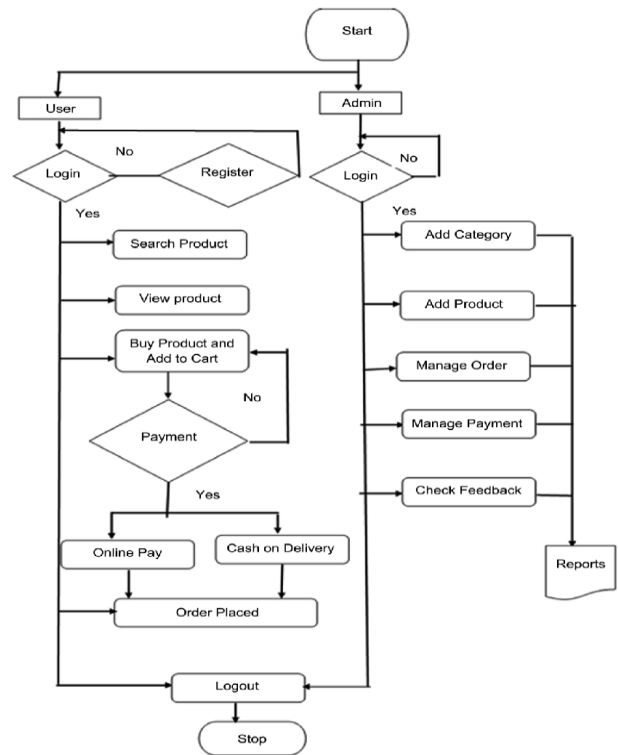 Start
User
Admin
No
Login
Register
No
Login
Yes
Yes
Search Product
Add Category
View product
Add Product
Buy Product and
Add to Cart
Manage Order
No
Payment
Manage Payment
Yes
Check Feedback
Online Pay
Cash on Delivery
Reports
Order Placed
Logout
Stop